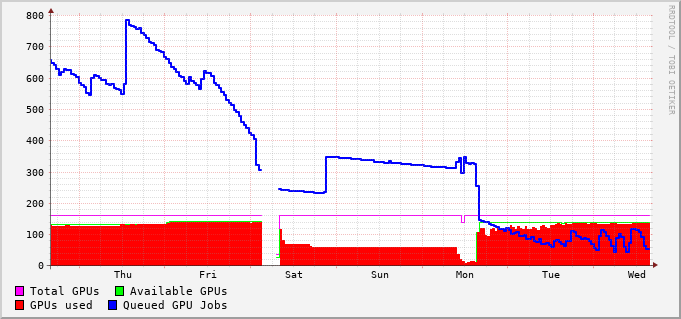 800
700
600
500
400
300
200
100
0
Thu Fri Sat Sun Mon Tue Wed
Total GPUs Available GPUs
GPUs used Queued GPU Jobs
RRDTOOL / TOBI OETIKER